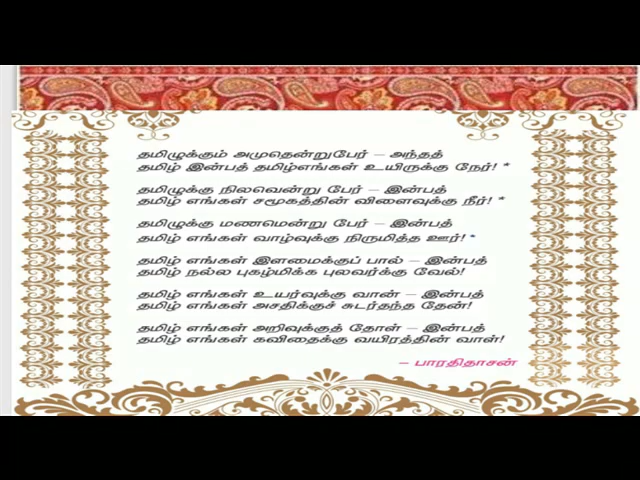 தமிழுக்கும் அமுதென்றுபேர் – அந்தத்
தமிழ் இன்பத் தமிழ்எங்கள் உயிருக்கு நேர்! *
தமிழுக்கு நிலவென்று பேர் – இன்பத்
தமிழ் எங்கள் சமூகத்தின் விளைவுக்கு நீர்! *
தமிழுக்கு மணமென்று பேர் – இன்பத்
தமிழ் எங்கள் வாழ்வுக்கு நிருமித்த ஊர்! *
தமிழ் எங்கள் இளமைக்குப் பால் – இன்பத்
தமிழ் நல்ல புகழ்மிக்க புலவர்க்கு வேல்!
தமிழ் எங்கள் உயர்வுக்கு வான் – இன்பத்
தமிழ் எங்கள் அசதிக்குச் சுடர்தந்த தேன்!
தமிழ் எங்கள் அறிவுக்குத் தோள் – இன்பத்
தமிழ் எங்கள் கவிதைக்கு வயிரத்தின் வாள்!
– பாரதிதாசன்